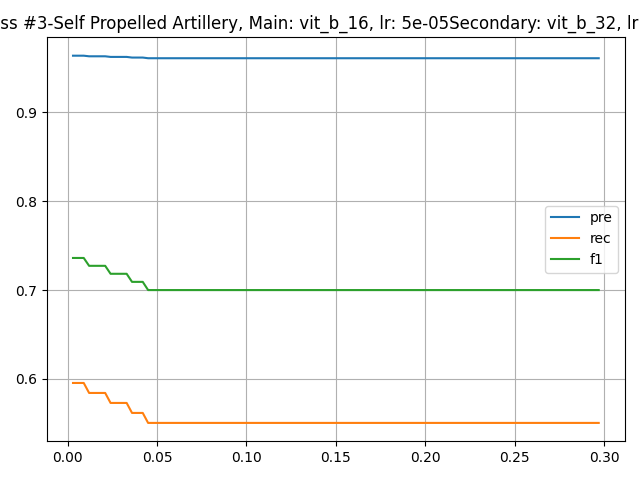 ss #3-Self Propelled Artillery, Main: vit_b_16, lr: 5e-05Secondary: vit_b_32, lr
0.9
0.8
0.7
0.6
pre
rec
f1
0.00 0.05 0.10 0.15 0.20 0.25 0.30